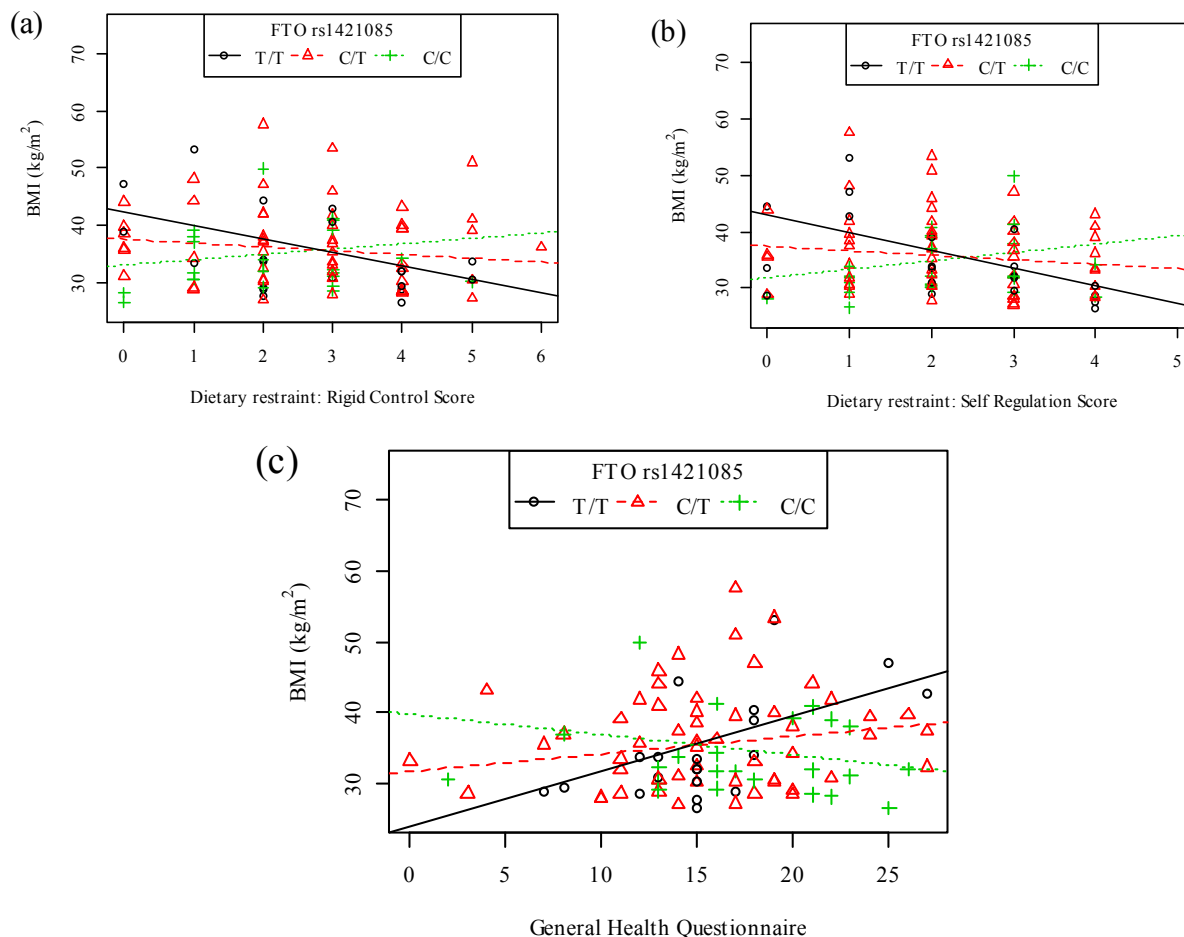 (a)
FTO rs1421085
T/T C/T C/C
BMI (kg/m²)
70
60
50
40
30
0 1 2 3 4 5 6
Dietary restraint: Rigid Control Score
(b)
FTO rs1421085
T/T C/T C/C
BMI (kg/m²)
70
60
50
40
30
0 1 2 3 4 5
Dietary restraint: Self Regulation Score
(c)
FTO rs1421085
T/T C/T C/C
BMI (kg/m²)
70
60
50
40
30
0 5 10 15 20 25
General Health Questionnaire